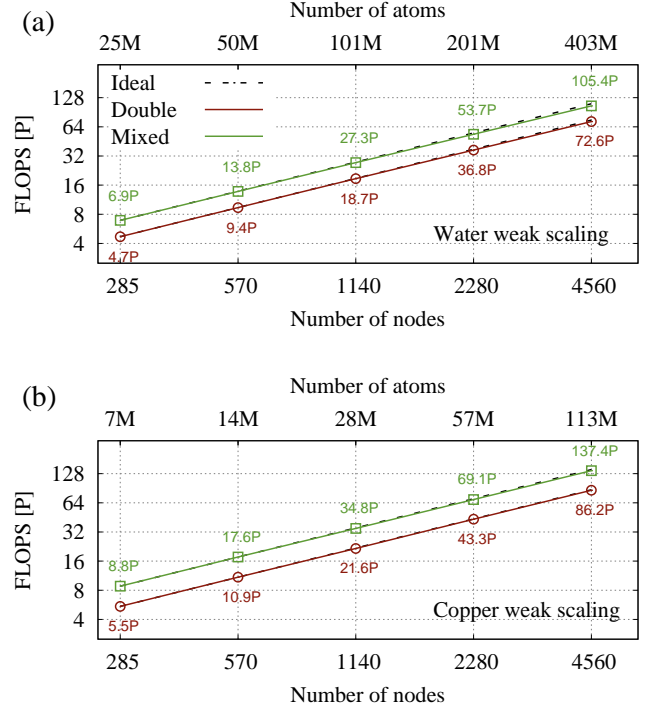 (a)
Number of atoms
25M 50M 101M 201M 403M
FLOPS [P]
128
64
32
16
8
4
Ideal
Double
Mixed
6.9P 13.8P 27.3P 53.7P 105.4P
4.7P 9.4P 18.7P 36.8P 72.6P
Water weak scaling
285 570 1140 2280 4560
Number of nodes
(b)
Number of atoms
7M 14M 28M 57M 113M
FLOPS [P]
128
64
32
16
8
4
8.8P 17.6P 34.8P 69.1P 137.4P
5.5P 10.9P 21.6P 43.3P 86.2P
Copper weak scaling
285 570 1140 2280 4560
Number of nodes